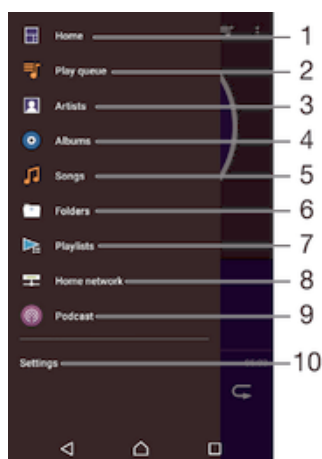 Home 1
Play queue 2
Artists 3
Albums 4
Songs 5
Folders 6
Playlists 7
Home network 8
Podcast 9
Settings 10